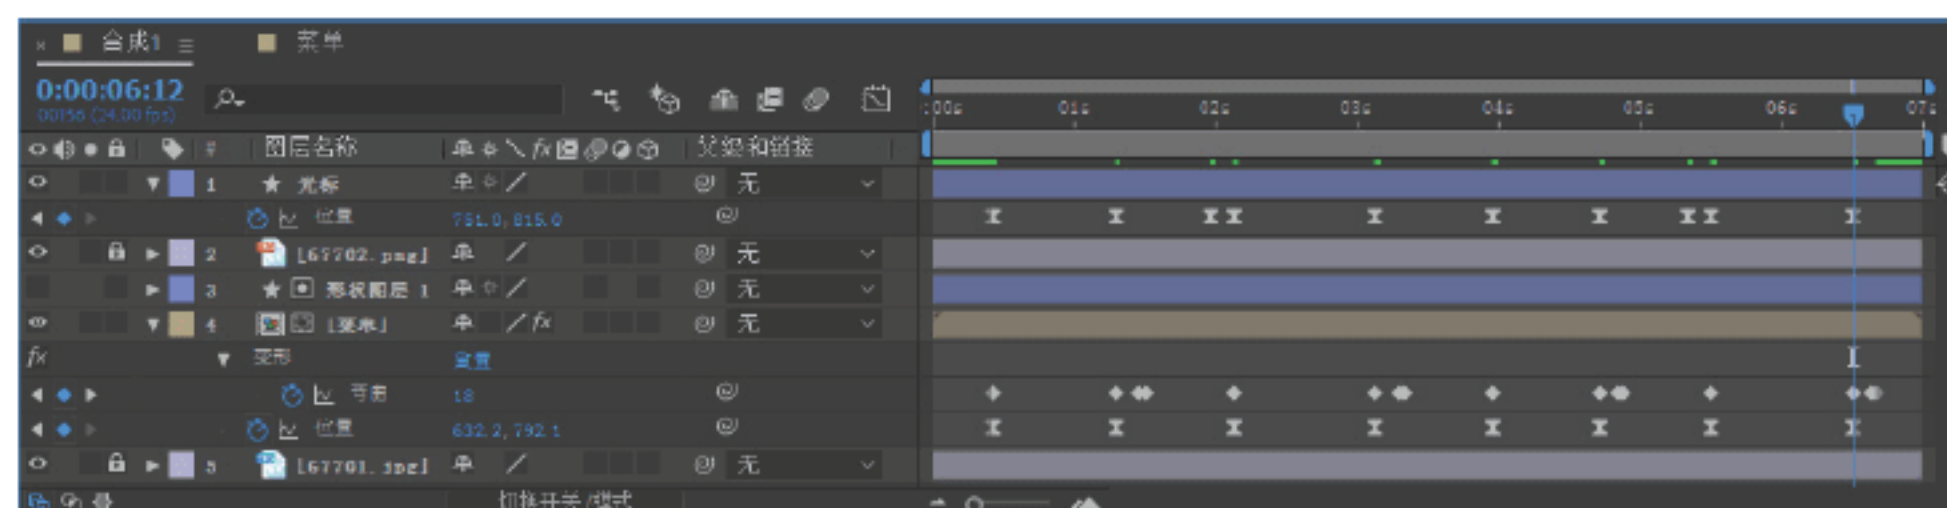 合成1 菜单
0:00:06:12
00156 (24.00 fps)
:00s 01s 02s 03s 04s 05s 06s 07s
# 图层名称 fx 父级和链接
1 光标 无
位置 751.0,815.0
2 [67702.png] 无
3 形状图层 1 无
4 [菜单] fx 无
fx 变形 重置
弯曲 18
位置 632.2,792.1
5 [67701.jpg] 无
切换开关/模式